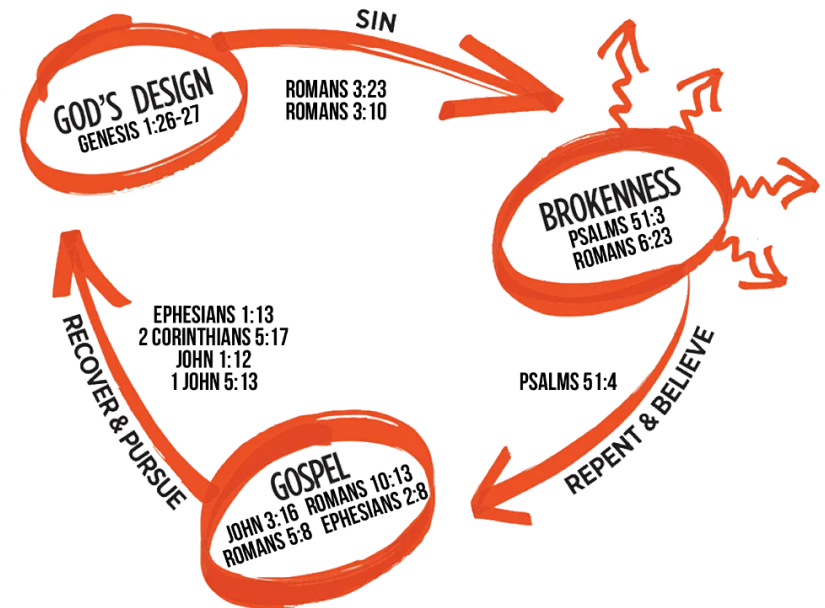 SIN
GOD'S DESIGN
GENESIS 1:26-27
ROMANS 3:23
ROMANS 3:10
BROKENNESS
PSALMS 51:3
ROMANS 6:23
REPENT & BELIEVE
PSALMS 51:4
GOSPEL
JOHN 3:16 ROMANS 10:13
ROMANS 5:8 EPHESIANS 2:8
RECOVER & PURSUE
EPHESIANS 1:13
2 CORINTHIANS 5:17
JOHN 1:12
1 JOHN 5:13